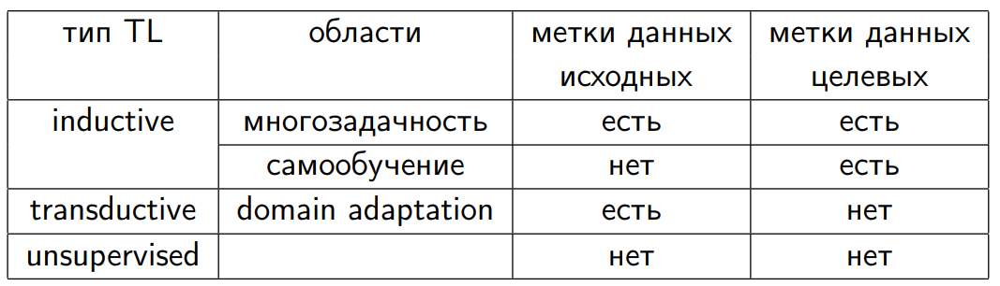 тип TL области метки данных метки данных
исходных целевых
inductive многозадачность есть есть
самообучение нет есть
transductive domain adaptation есть нет
unsupervised нет нет